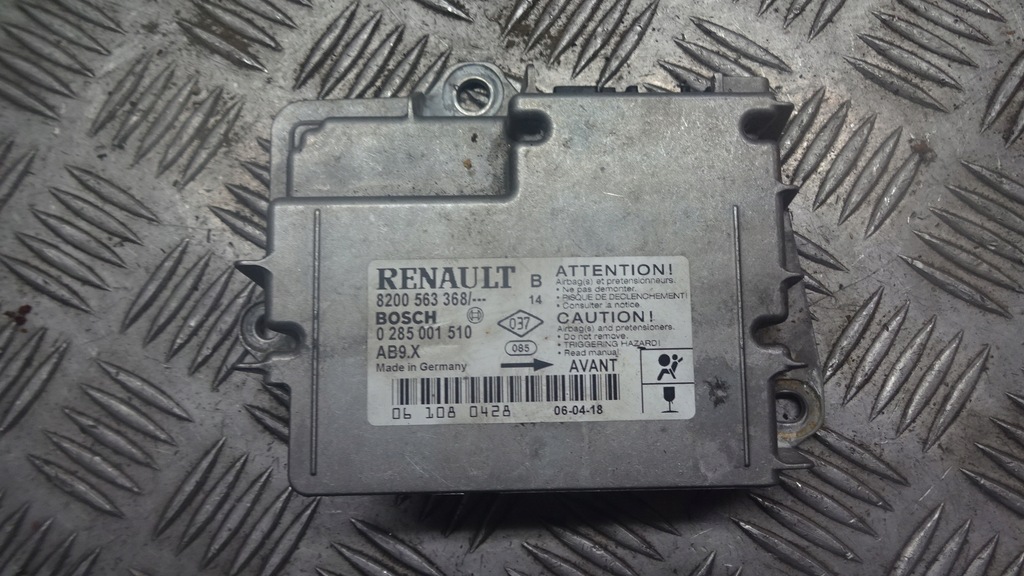 RENAULT B
8200 563 368/--- 14
BOSCH
0 285 001 510
AB9.X
Made in Germany
037
085
ATTENTION!
Airbag(s) et pretensionneurs.
• Ne pas demonter.
• RISQUE DE DECLENCHEMENT!
• Consulter la notice.
CAUTION!
Airbag(s) and pretensioners.
• Do not remove.
• TRIGGERING HAZARD!
• Read manual.
AVANT
06 108 0428
06-04-18